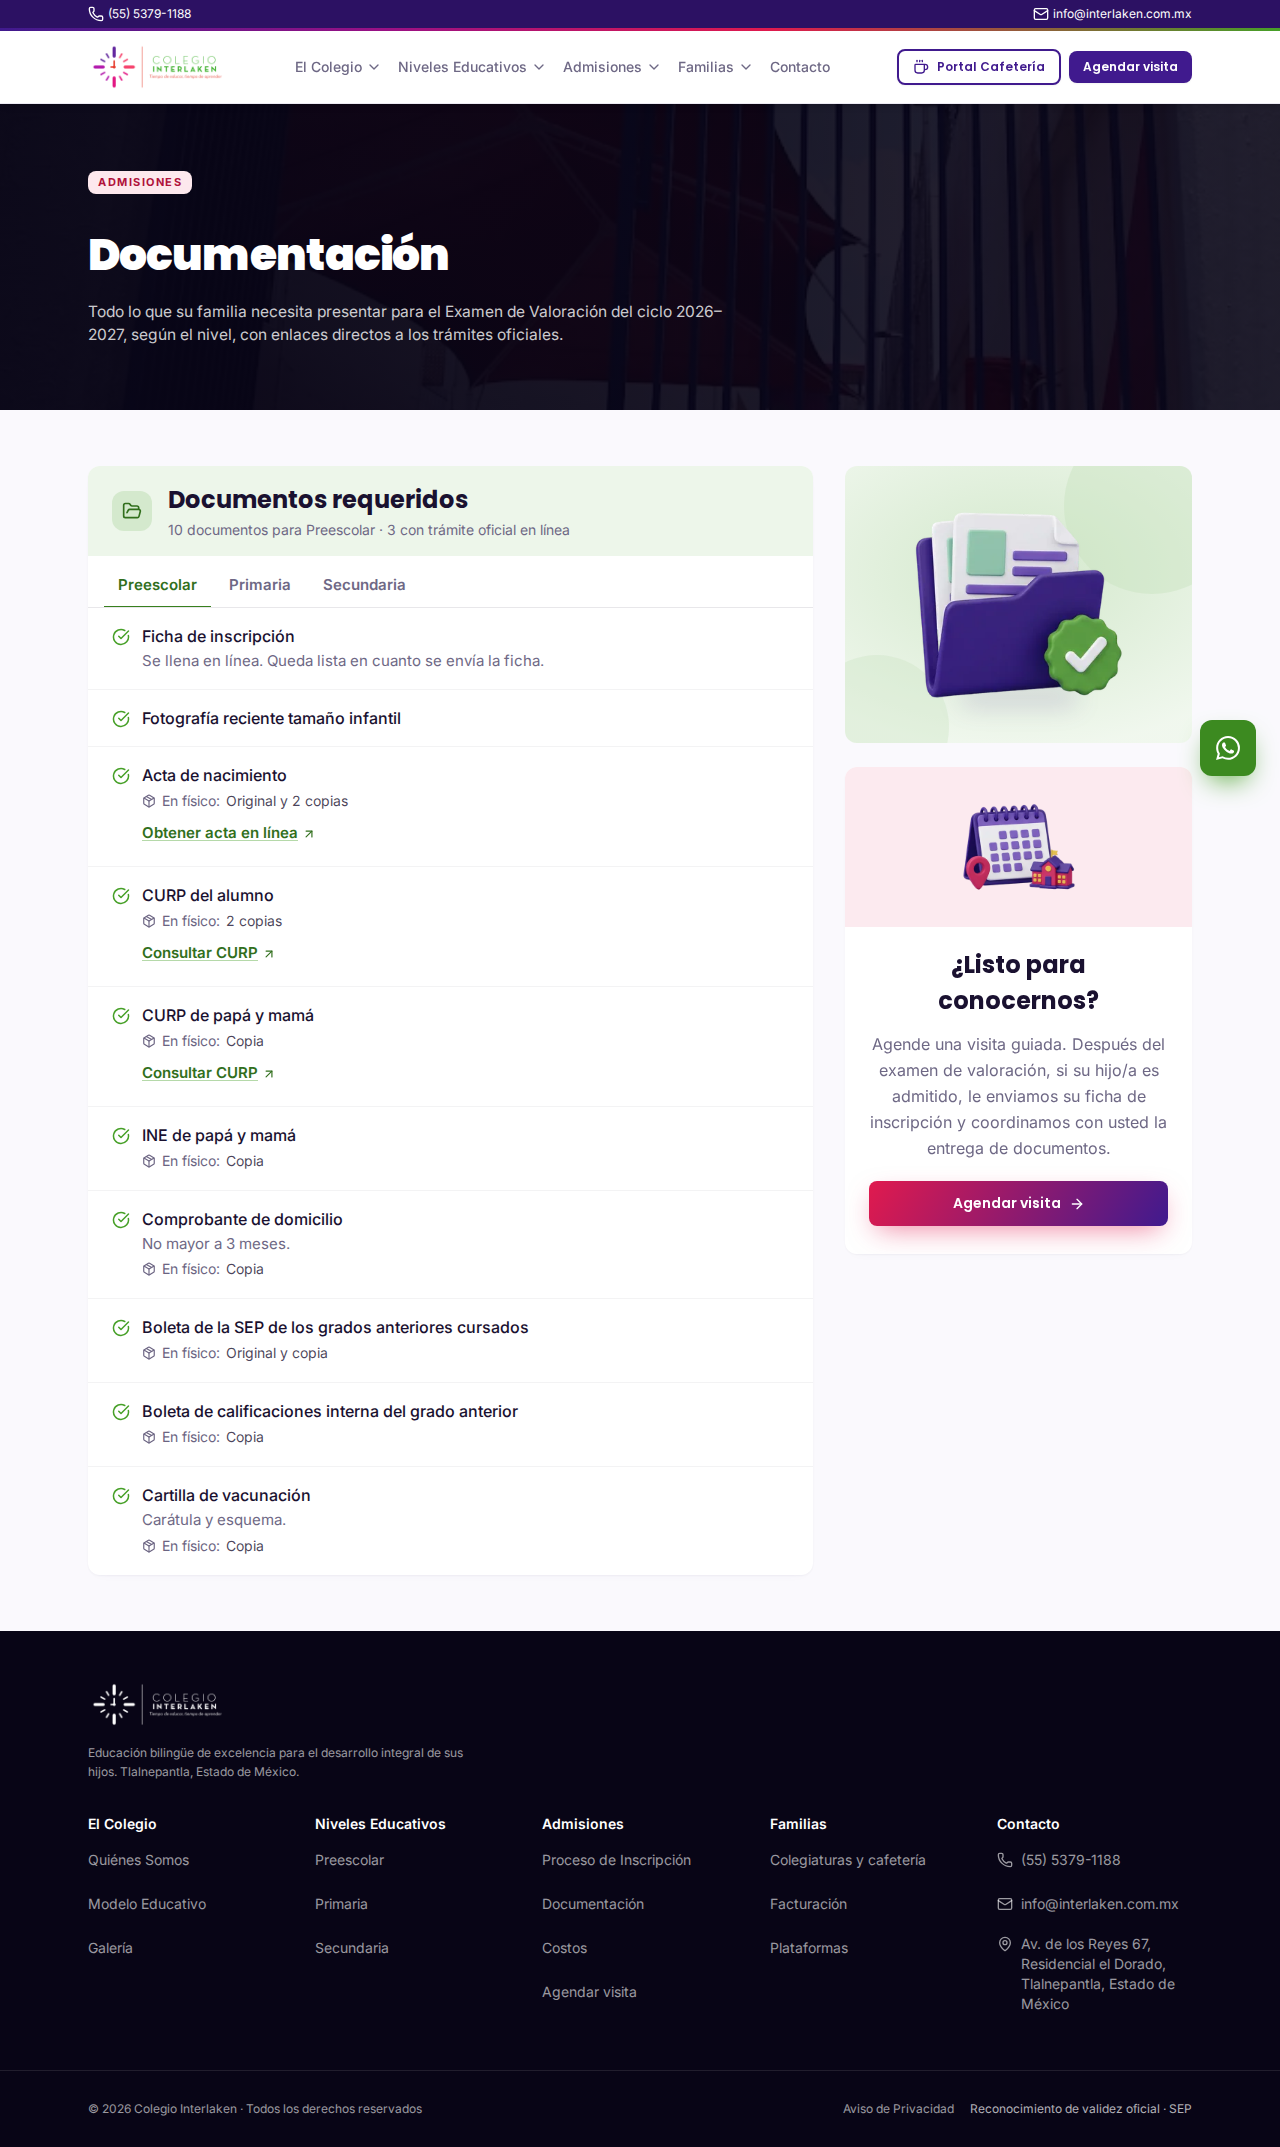 (55) 5379-1188
info@interlaken.com.mx
COLEGIO
INTERLAKEN
El Colegio
Niveles Educativos
Admisiones
Familias
Contacto
Portal Cafetería
Agendar visita
ADMISIONES
Documentación
Todo lo que su familia necesita presentar para el Examen de Valoración del ciclo 2026–
2027, según el nivel, con enlaces directos a los trámites oficiales.
Documentos requeridos
10 documentos para Preescolar · 3 con trámite oficial en línea
Preescolar
Primaria
Secundaria
Ficha de inscripción
Se llena en línea. Queda lista en cuanto se envía la ficha.
Fotografía reciente tamaño infantil
Acta de nacimiento
En físico: Original y 2 copias
Obtener acta en línea
CURP del alumno
En físico: 2 copias
Consultar CURP
CURP de papá y mamá
En físico: Copia
Consultar CURP
INE de papá y mamá
En físico: Copia
Comprobante de domicilio
No mayor a 3 meses.
En físico: Copia
Boleta de la SEP de los grados anteriores cursados
En físico: Original y copia
Boleta de calificaciones interna del grado anterior
En físico: Copia
Cartilla de vacunación
Carátula y esquema.
En físico: Copia
¿Listo para
conocernos?
Agende una visita guiada. Después del
examen de valoración, si su hijo/a es
admitido, le enviamos su ficha de
inscripción y coordinamos con usted la
entrega de documentos.
Agendar visita
COLEGIO
INTERLAKEN
Educación bilingüe de excelencia para el desarrollo integral de sus
hijos. Tlalnepantla, Estado de México.
El Colegio
Quiénes Somos
Modelo Educativo
Galería
Niveles Educativos
Preescolar
Primaria
Secundaria
Admisiones
Proceso de Inscripción
Documentación
Costos
Agendar visita
Familias
Colegiaturas y cafetería
Facturación
Plataformas
Contacto
(55) 5379-1188
info@interlaken.com.mx
Av. de los Reyes 67,
Residencial el Dorado,
Tlalnepantla, Estado de
México
© 2026 Colegio Interlaken · Todos los derechos reservados
Aviso de Privacidad
Reconocimiento de validez oficial · SEP